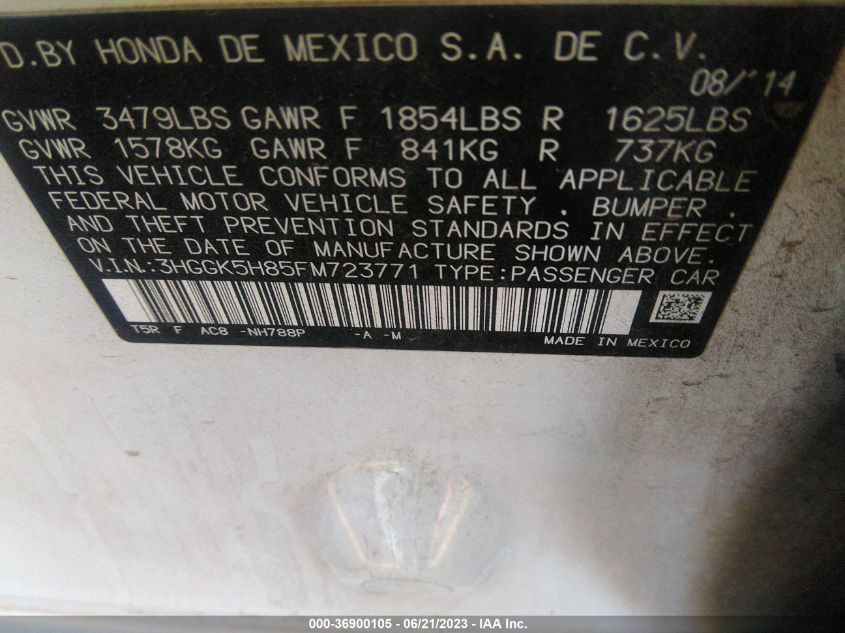 D.BY HONDA DE MEXICO S.A. DE C.V.
08/14
GVWR 3479LBS GAWR F 1854LBS R 1625LBS
GVWR 1578KG GAWR F 841KG R 737KG
THIS VEHICLE CONFORMS TO ALL APPLICABLE
FEDERAL MOTOR VEHICLE SAFETY , BUMPER ,
AND THEFT PREVENTION STANDARDS IN EFFECT
ON THE DATE OF MANUFACTURE SHOWN ABOVE.
V.I.N.:3HGGK5H85FM723771 TYPE:PASSENGER CAR
T5R F AC8 -NH788P -A -M
MADE IN MEXICO
000-36900105 - 06/21/2023 - IAA Inc.